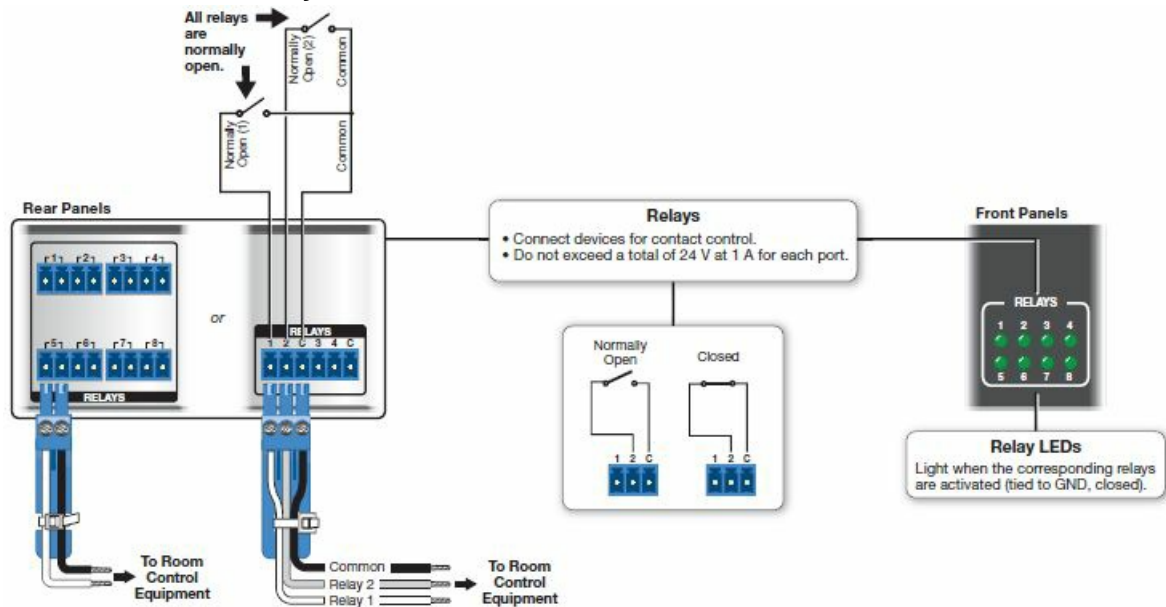 All relays
are
normally
open.
Normally
Open (2)
Common
Normally
Open (1)
Common
Rear Panels
1 2 3 4
5 6 7 8
RELAYS
or
RELAYS
1 2 C 3 4 C
Relays
• Connect devices for contact control.
• Do not exceed a total of 24 V at 1 A for each port.
Normally
Open
Closed
1 2 C
1 2 C
Front Panels
RELAYS
1 2 3 4
5 6 7 8
Relay LEDs
Light when the corresponding relays
are activated (tied to GND, closed).
To Room
Control
Equipment
Common
Relay 2
Relay 1
To Room
Control
Equipment